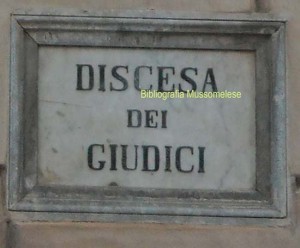 DISCESA
Bibliografia Mussomelese
DEI
GIUDICI